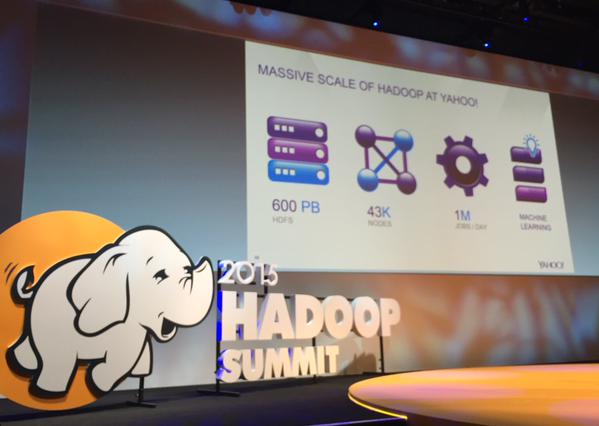 MASSIVE SCALE OF HADOOP AT YAHOO!
600 PB
HDFS
43K
NODES
1M
JOBS / DAY
MACHINE
LEARNING
YAHOO!
2015
HADOOP
SUMMIT